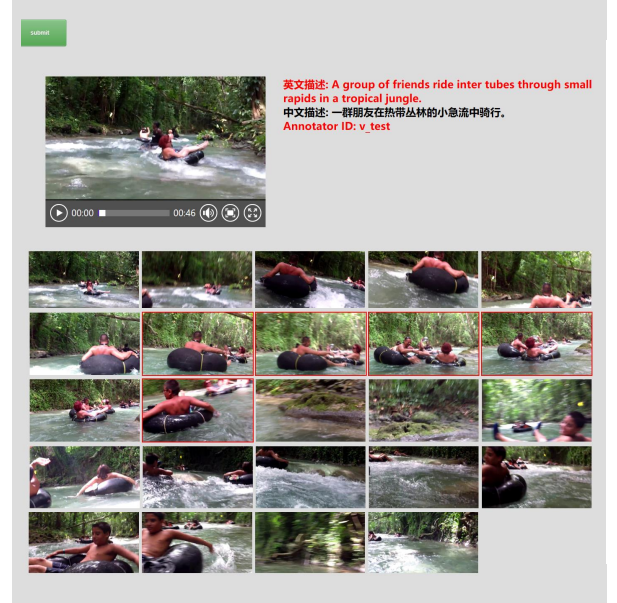 submit
英文描述: A group of friends ride inter tubes through small
rapids in a tropical jungle.
中文描述: 一群朋友在热带丛林的小急流中骑行。
Annotator ID: v_test
00:00
00:46